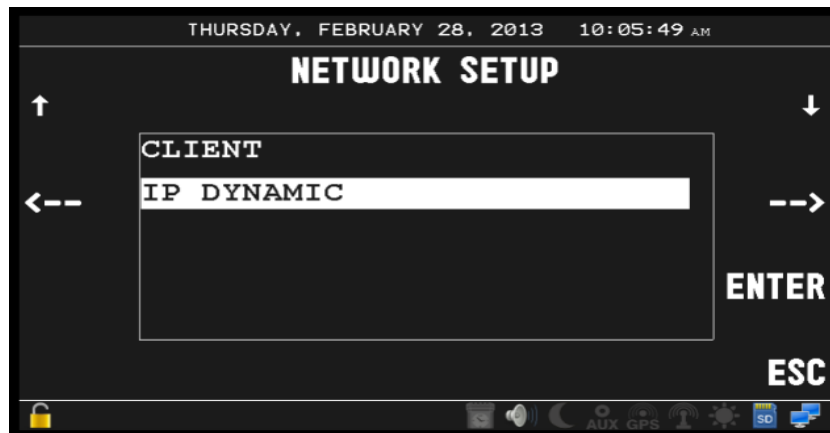 THURSDAY, FEBRUARY 28, 2013 10:05:49 AM
NETWORK SETUP
↑ ↓
CLIENT
IP DYNAMIC
<-- -->
ENTER
ESC
AUX GPS SD